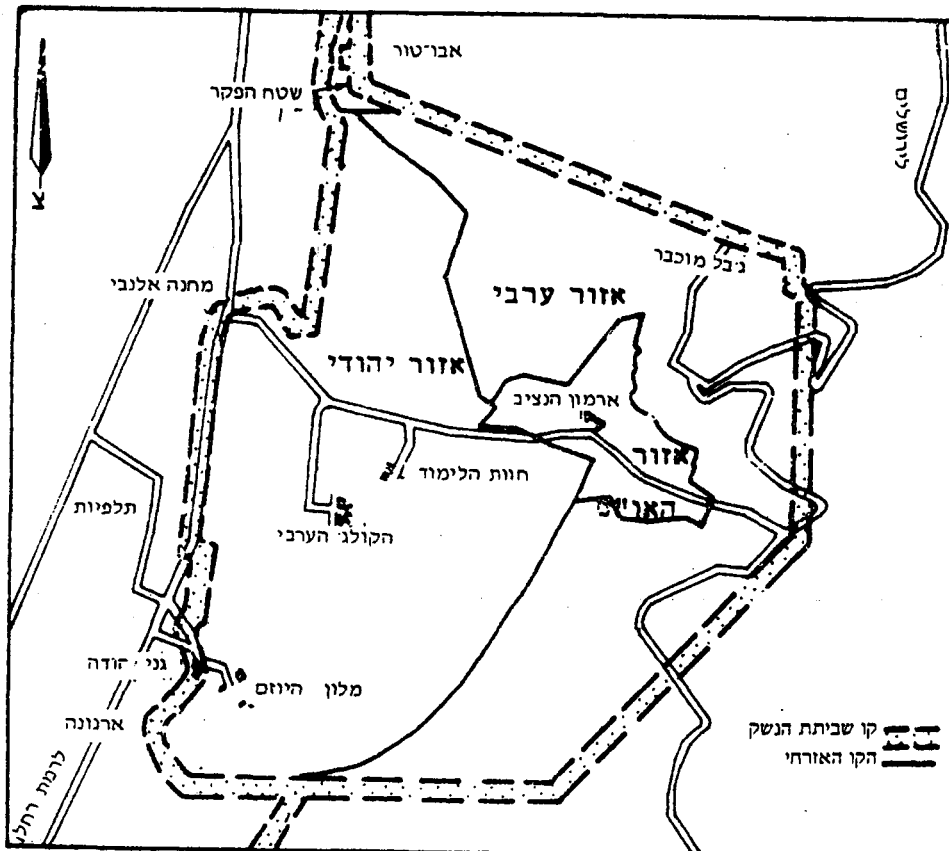 אבו־טור
שטח הפקר
לירושלים
ג׳בל מוכבר
מחנה אלנבי
אזור ערבי
אזור יהודי
ארמון הנציב
אזור
האו״ם
חוות הלימוד
תלפיות
הקולג׳ הערבי
גני יהודה
מלון היוזם
ארנונה
לרמת רחל
קו שביתת הנשק
הקו האזרחי